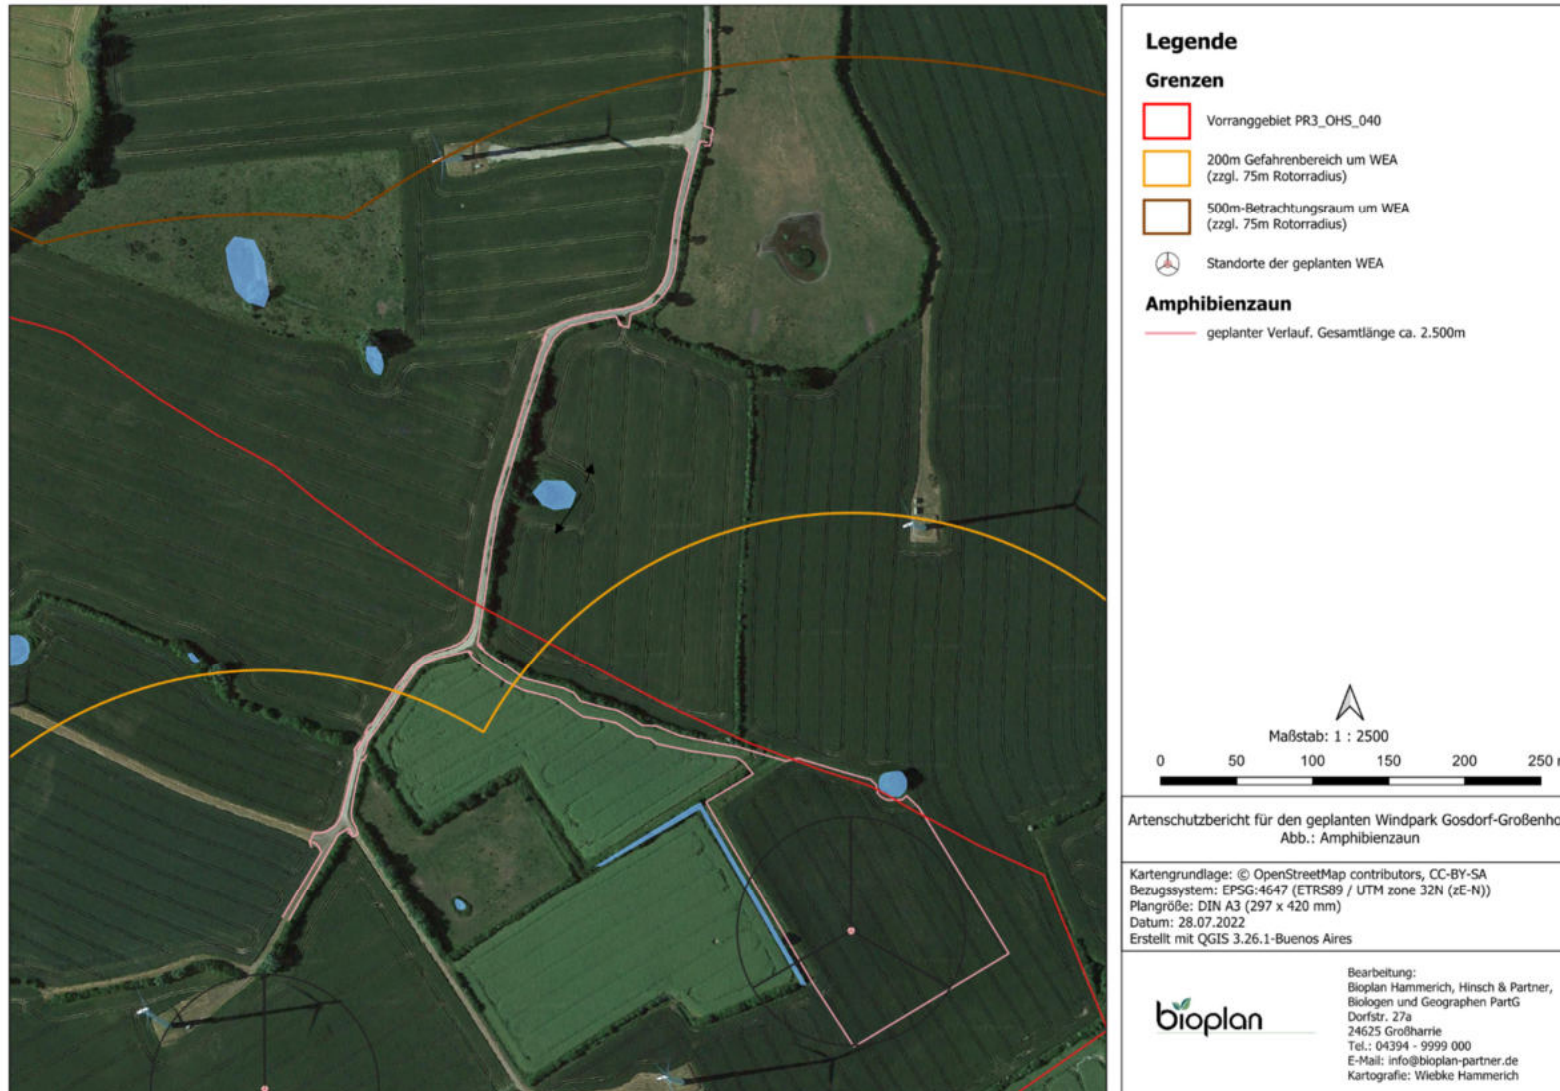 Legende
Grenzen
Vorranggebiet PR3_OHS_040
200m Gefahrenbereich um WEA
(zzgl. 75m Rotorradius)
500m-Betrachtungsraum um WEA
(zzgl. 75m Rotorradius)
Standorte der geplanten WEA
Amphibienzaun
geplanter Verlauf. Gesamtlänge ca. 2.500m
Maßstab: 1 : 2500
0 50 100 150 200 250 m
Artenschutzbericht für den geplanten Windpark Gosdorf-Großenho
Abb.: Amphibienzaun
Kartengrundlage: © OpenStreetMap contributors, CC-BY-SA
Bezugssystem: EPSG:4647 (ETRS89 / UTM zone 32N (zE-N))
Plangröße: DIN A3 (297 x 420 mm)
Datum: 28.07.2022
Erstellt mit QGIS 3.26.1-Buenos Aires
bioplan
Bearbeitung:
Bioplan Hammerich, Hinsch & Partner,
Biologen und Geographen PartG
Dorfstr. 27a
24625 Großharrie
Tel.: 04394 - 9999 000
E-Mail: info@bioplan-partner.de
Kartografie: Wiebke Hammerich